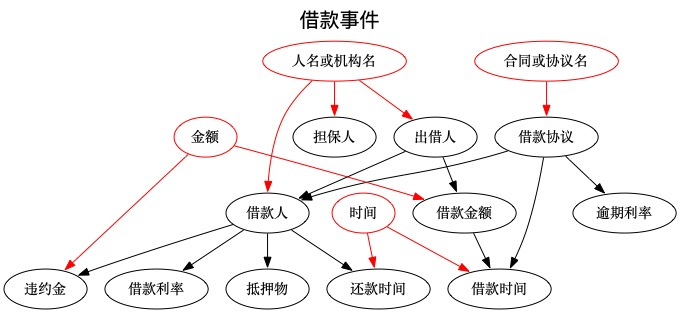 借款事件
人名或机构名
合同或协议名
金额
担保人
出借人
借款协议
借款人
时间
借款金额
逾期利率
违约金
借款利率
抵押物
还款时间
借款时间